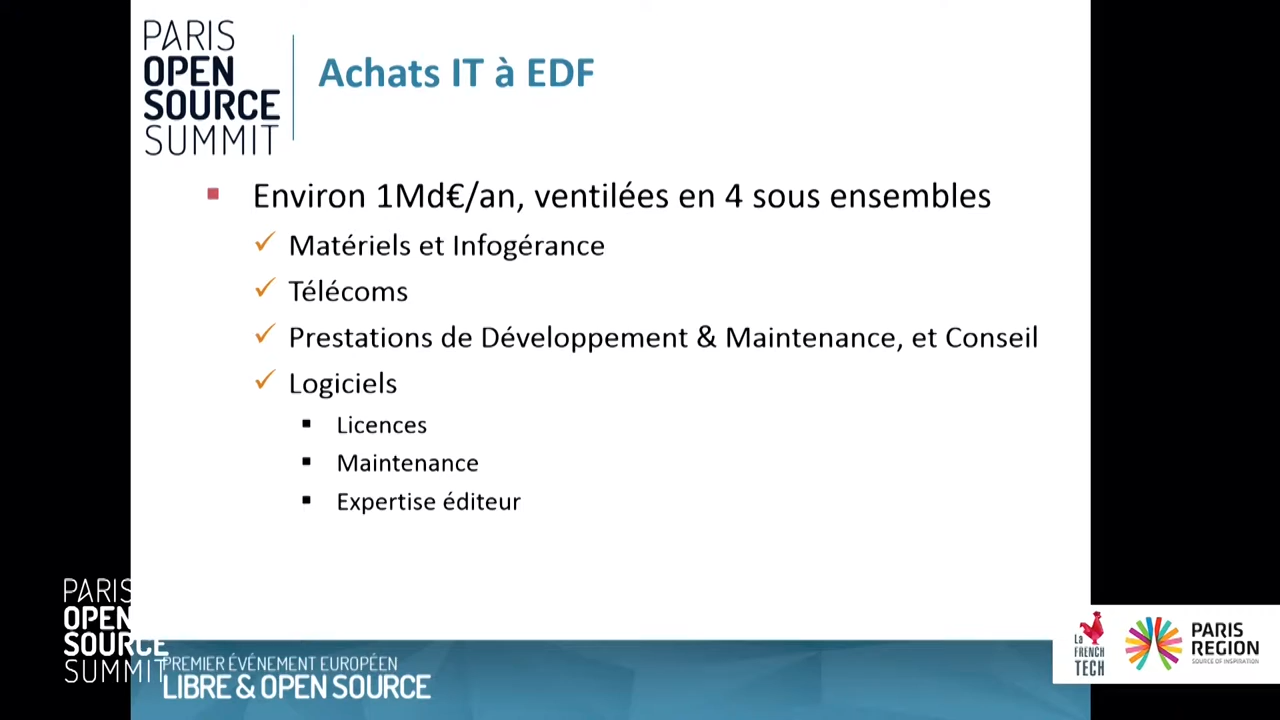 PARIS
OPEN
SOURCE
SUMMIT
Achats IT à EDF
Environ 1Md€/an, ventilées en 4 sous ensembles
Matériels et Infogérance
Télécoms
Prestations de Développement & Maintenance, et Conseil
Logiciels
Licences
Maintenance
Expertise éditeur
PARIS
OPEN
SOURCE
SUMMIT
PREMIER ÉVÉNEMENT EUROPÉEN
LIBRE & OPEN SOURCE
La
FRENCH
TECH
PARIS
REGION
SOURCE OF INSPIRATION